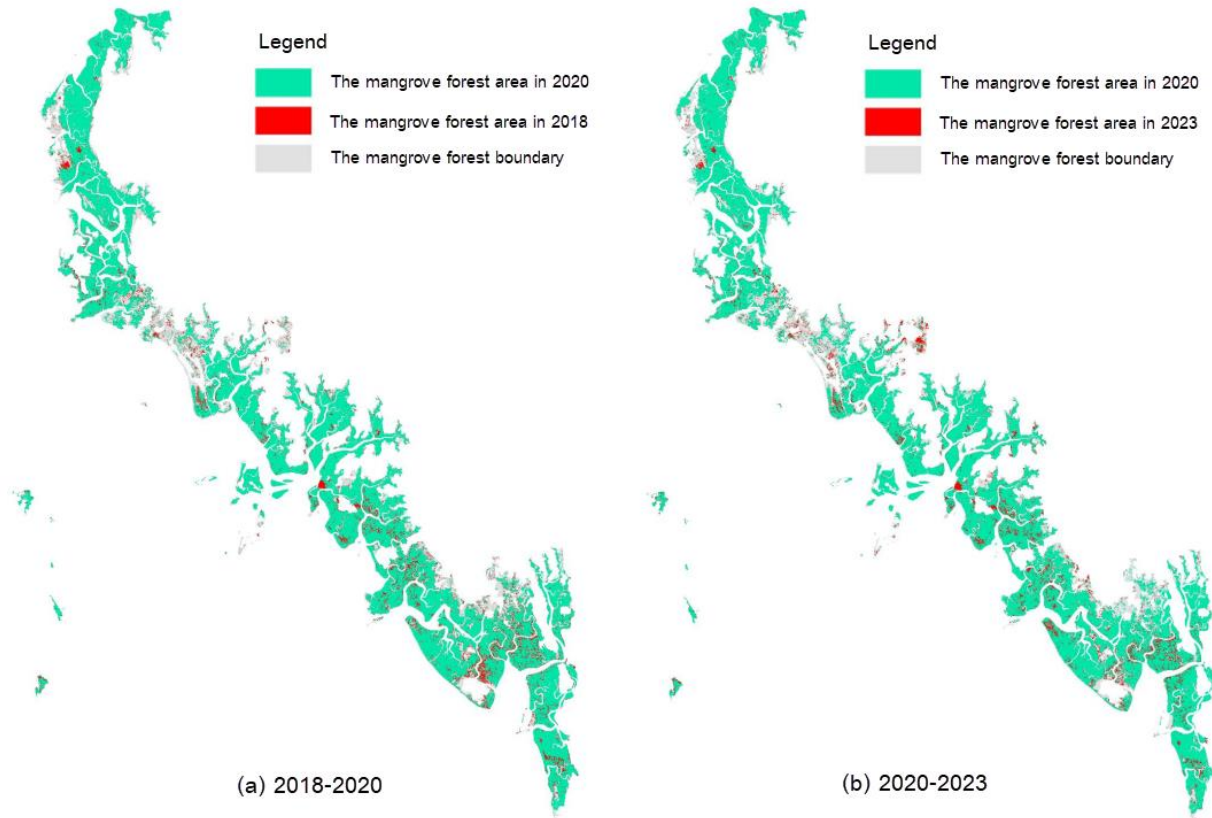 Legend
The mangrove forest area in 2020
The mangrove forest area in 2018
The mangrove forest boundary
(a) 2018-2020
Legend
The mangrove forest area in 2020
The mangrove forest area in 2023
The mangrove forest boundary
(b) 2020-2023